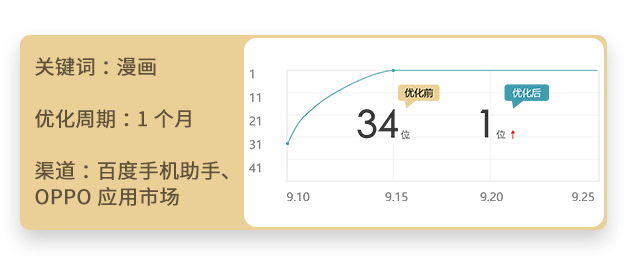 关键词：漫画
优化周期：1 个月
渠道：百度手机助手、
OPPO 应用市场
1
11
21
31
41
优化前
34位
优化后
1位 ↑
9.10
9.15
9.20
9.25